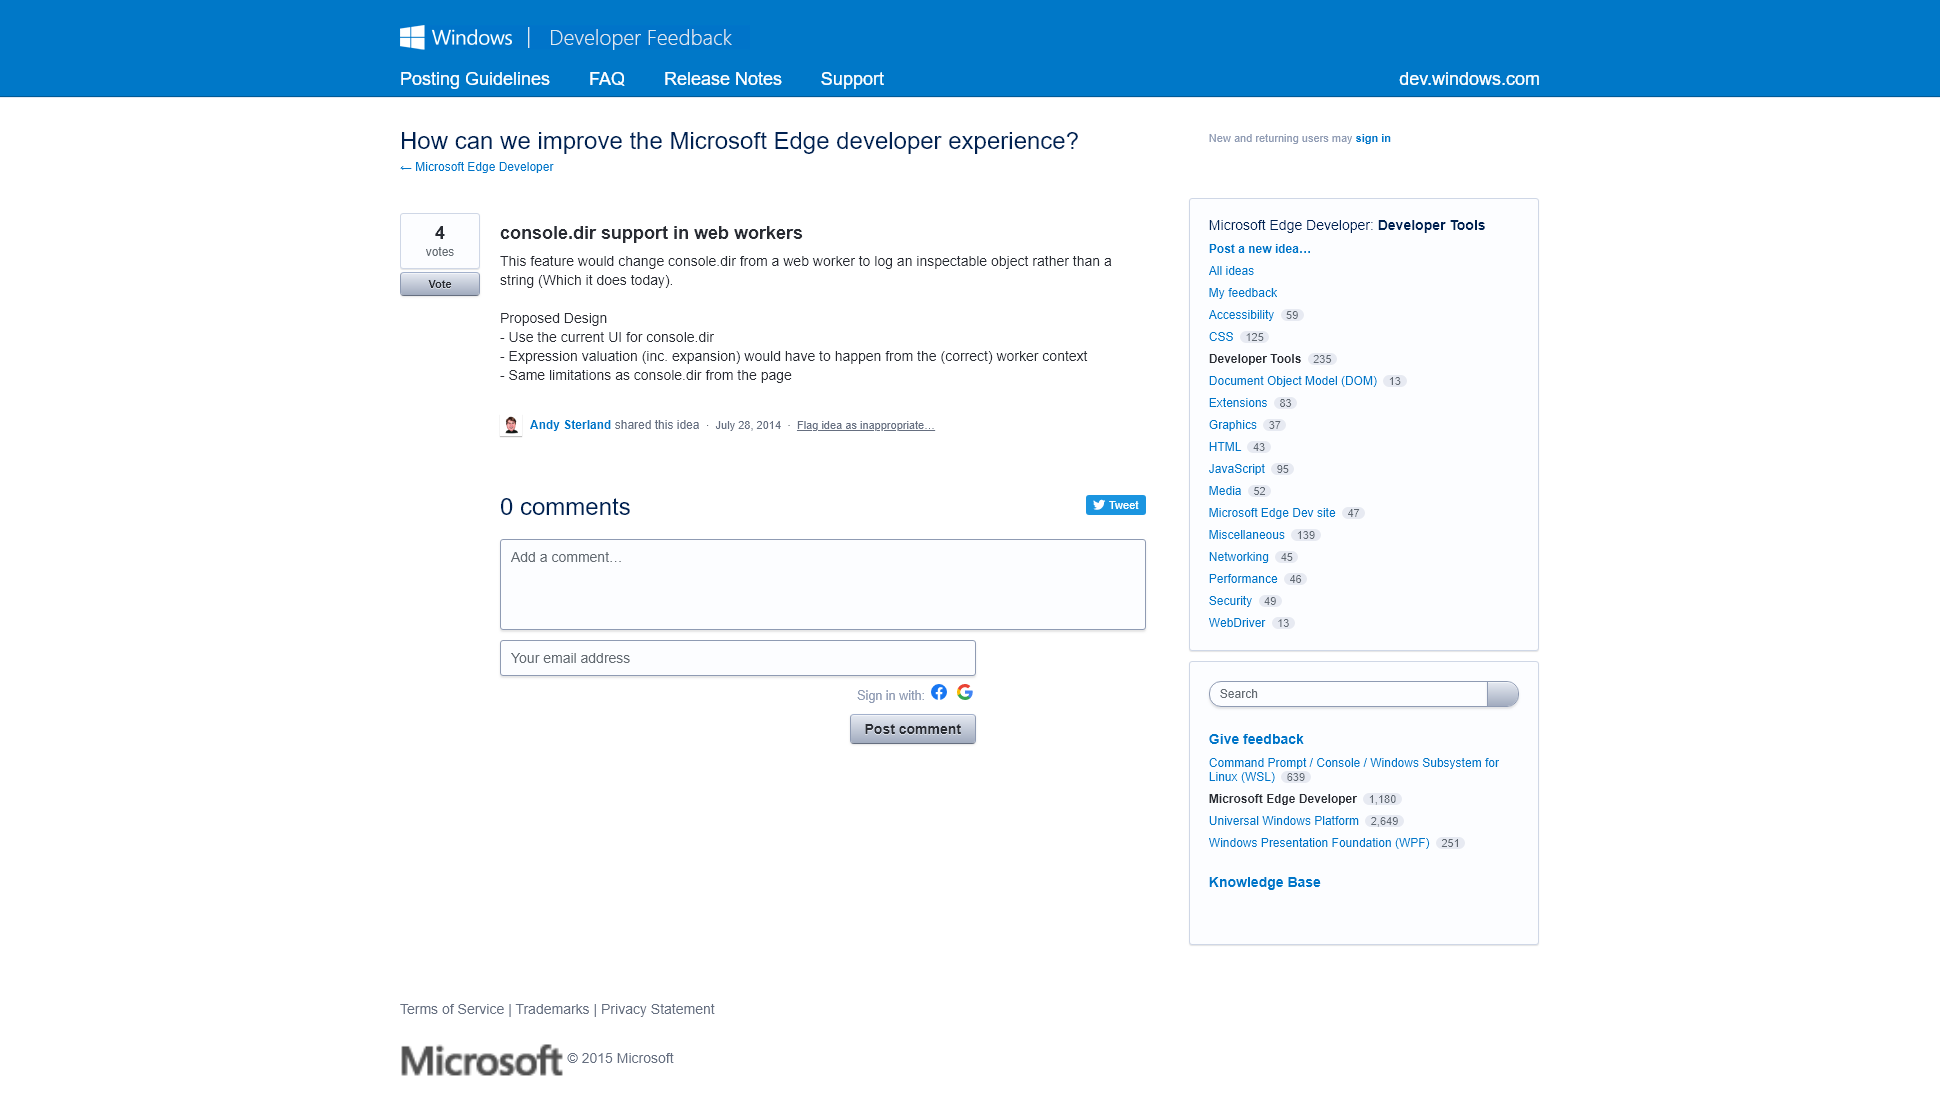 Windows | Developer Feedback
Posting Guidelines FAQ Release Notes Support dev.windows.com
How can we improve the Microsoft Edge developer experience?
← Microsoft Edge Developer
New and returning users may sign in
4
votes
Vote
console.dir support in web workers
This feature would change console.dir from a web worker to log an inspectable object rather than a
string (Which it does today).
Proposed Design
- Use the current UI for console.dir
- Expression valuation (inc. expansion) would have to happen from the (correct) worker context
- Same limitations as console.dir from the page
Andy Sterland shared this idea · July 28, 2014 · Flag idea as inappropriate…
0 comments
Tweet
Add a comment…
Your email address
Sign in with:
Post comment
Microsoft Edge Developer: Developer Tools
Post a new idea…
All ideas
My feedback
Accessibility 59
CSS 125
Developer Tools 235
Document Object Model (DOM) 13
Extensions 83
Graphics 37
HTML 43
JavaScript 95
Media 52
Microsoft Edge Dev site 47
Miscellaneous 139
Networking 45
Performance 46
Security 49
WebDriver 13
Search
Give feedback
Command Prompt / Console / Windows Subsystem for
Linux (WSL) 639
Microsoft Edge Developer 1,180
Universal Windows Platform 2,649
Windows Presentation Foundation (WPF) 251
Knowledge Base
Terms of Service | Trademarks | Privacy Statement
Microsoft © 2015 Microsoft